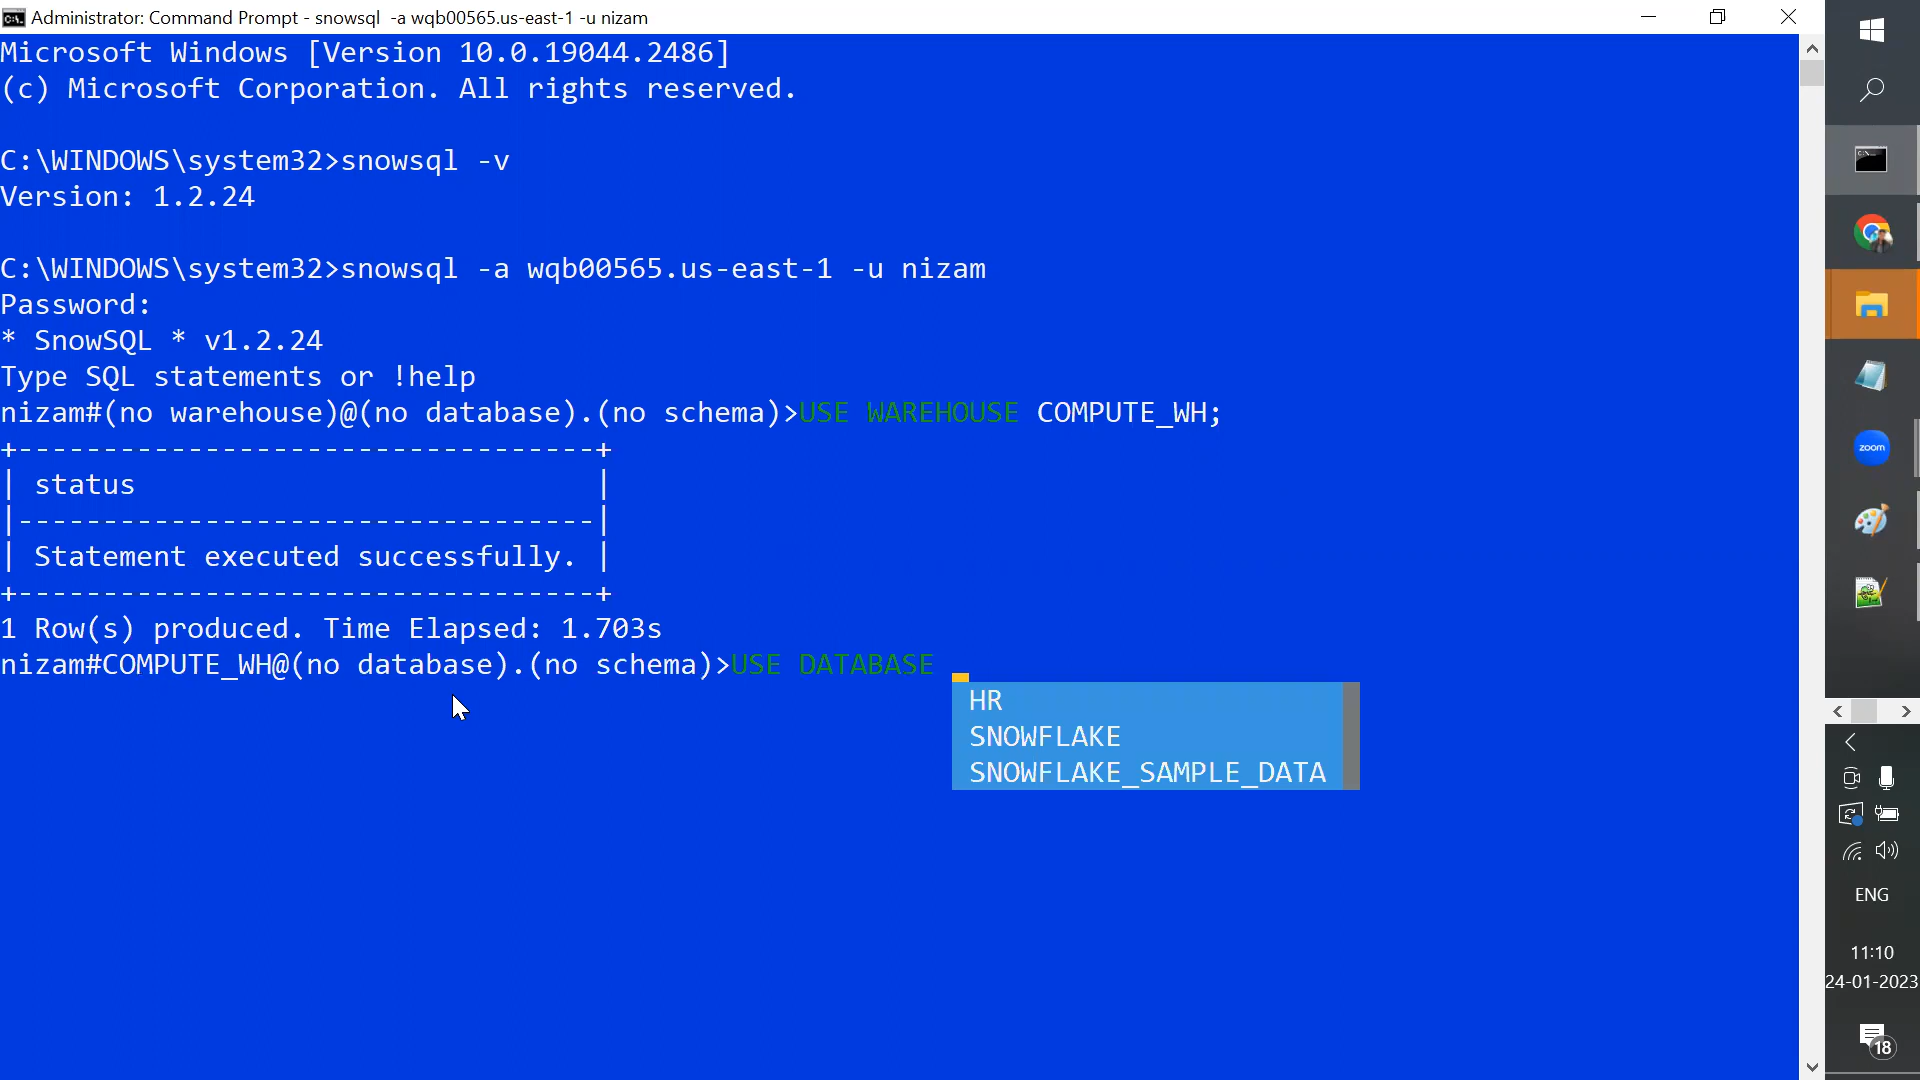 Administrator: Command Prompt - snowsql  -a wqb00565.us-east-1 -u nizam
Microsoft Windows [Version 10.0.19044.2486]
(c) Microsoft Corporation. All rights reserved.
C:\WINDOWS\system32>snowsql -v
Version: 1.2.24
C:\WINDOWS\system32>snowsql -a wqb00565.us-east-1 -u nizam
Password:
* SnowSQL * v1.2.24
Type SQL statements or !help
nizam#(no warehouse)@(no database).(no schema)>USE WAREHOUSE COMPUTE_WH;
+----------------------------------+
| status                           |
|----------------------------------|
| Statement executed successfully. |
+----------------------------------+
1 Row(s) produced. Time Elapsed: 1.703s
nizam#COMPUTE_WH@(no database).(no schema)>USE DATABASE
HR
SNOWFLAKE
SNOWFLAKE_SAMPLE_DATA
zoom
ENG
11:10
24-01-2023
18